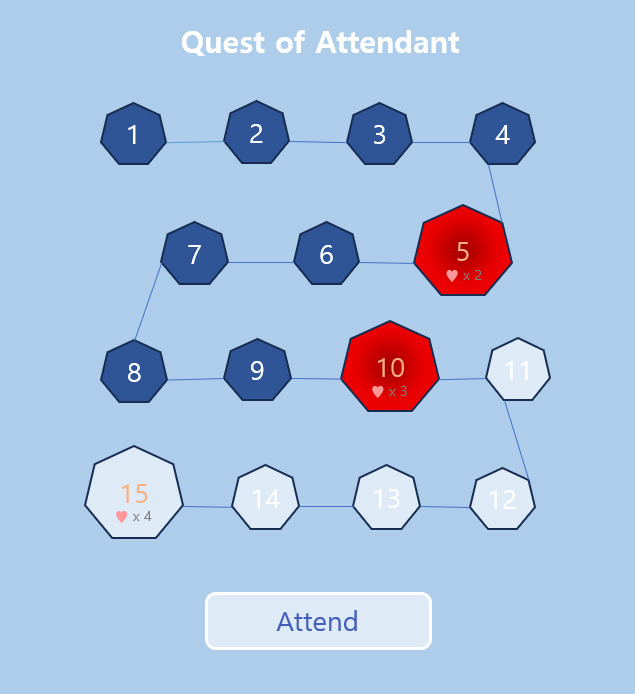 Quest of Attendant
1 2 3 4
7 6 5
♥ x 2
8 9 10 11
♥ x 3
15 14 13 12
♥ x 4
Attend